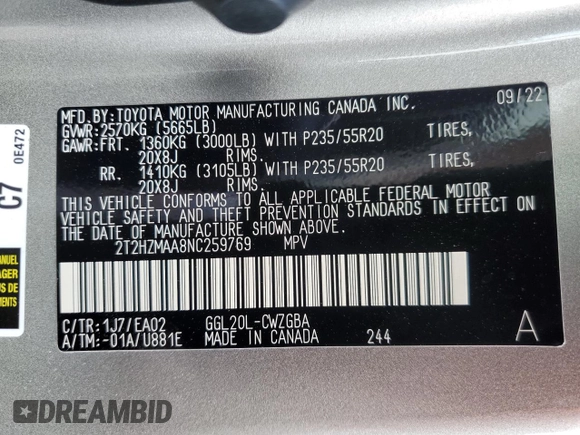 MFD.BY:TOYOTA MOTOR MANUFACTURING CANADA INC. 09/22
GVWR:2570KG (5665LB)
GAWR:FRT. 1360KG (3000LB) WITH P235/55R20 TIRES,
20X8J RIMS.
RR. 1410KG (3105LB) WITH P235/55R20 TIRES,
20X8J RIMS.
THIS VEHICLE CONFORMS TO ALL APPLICABLE FEDERAL MOTOR
VEHICLE SAFETY AND THEFT PREVENTION STANDARDS IN EFFECT ON
THE DATE OF MANUFACTURE SHOWN ABOVE.
2T2HZMAA8NC259769 MPV
C/TR:1J7/EA02 GGL20L-CWZGBA
A/TM:-01A/U881E MADE IN CANADA 244 A
C7 0E472
DREAMBID